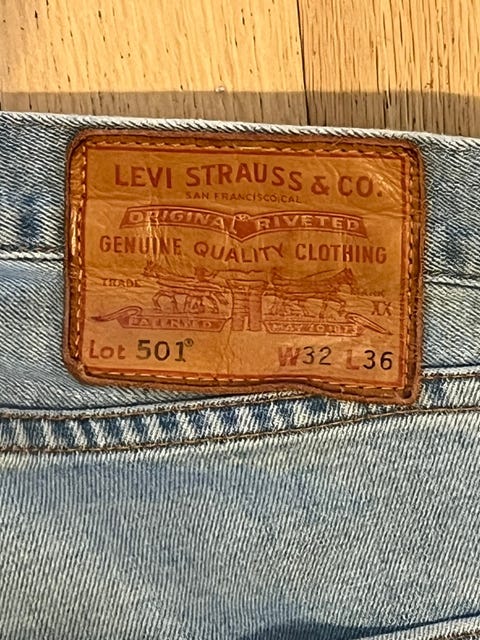 LEVI STRAUSS & CO.
SAN FRANCISCO, CAL
ORIGINAL RIVETED
GENUINE QUALITY CLOTHING
TRADE MARK
XX
PATENTED MAY 20 1873
Lot 501® W32 L36